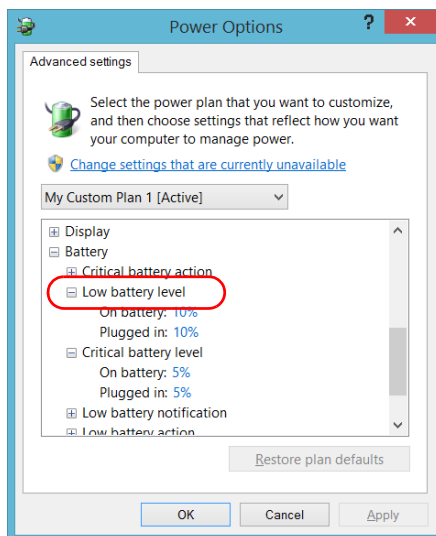 Power Options
?
×
Advanced settings
Select the power plan that you want to customize,
and then choose settings that reflect how you want
your computer to manage power.
Change settings that are currently unavailable
My Custom Plan 1 [Active]
Display
Battery
Critical battery action
Low battery level
On battery: 10%
Plugged in: 10%
Critical battery level
On battery: 5%
Plugged in: 5%
Low battery notification
Low battery action
Restore plan defaults
OK
Cancel
Apply